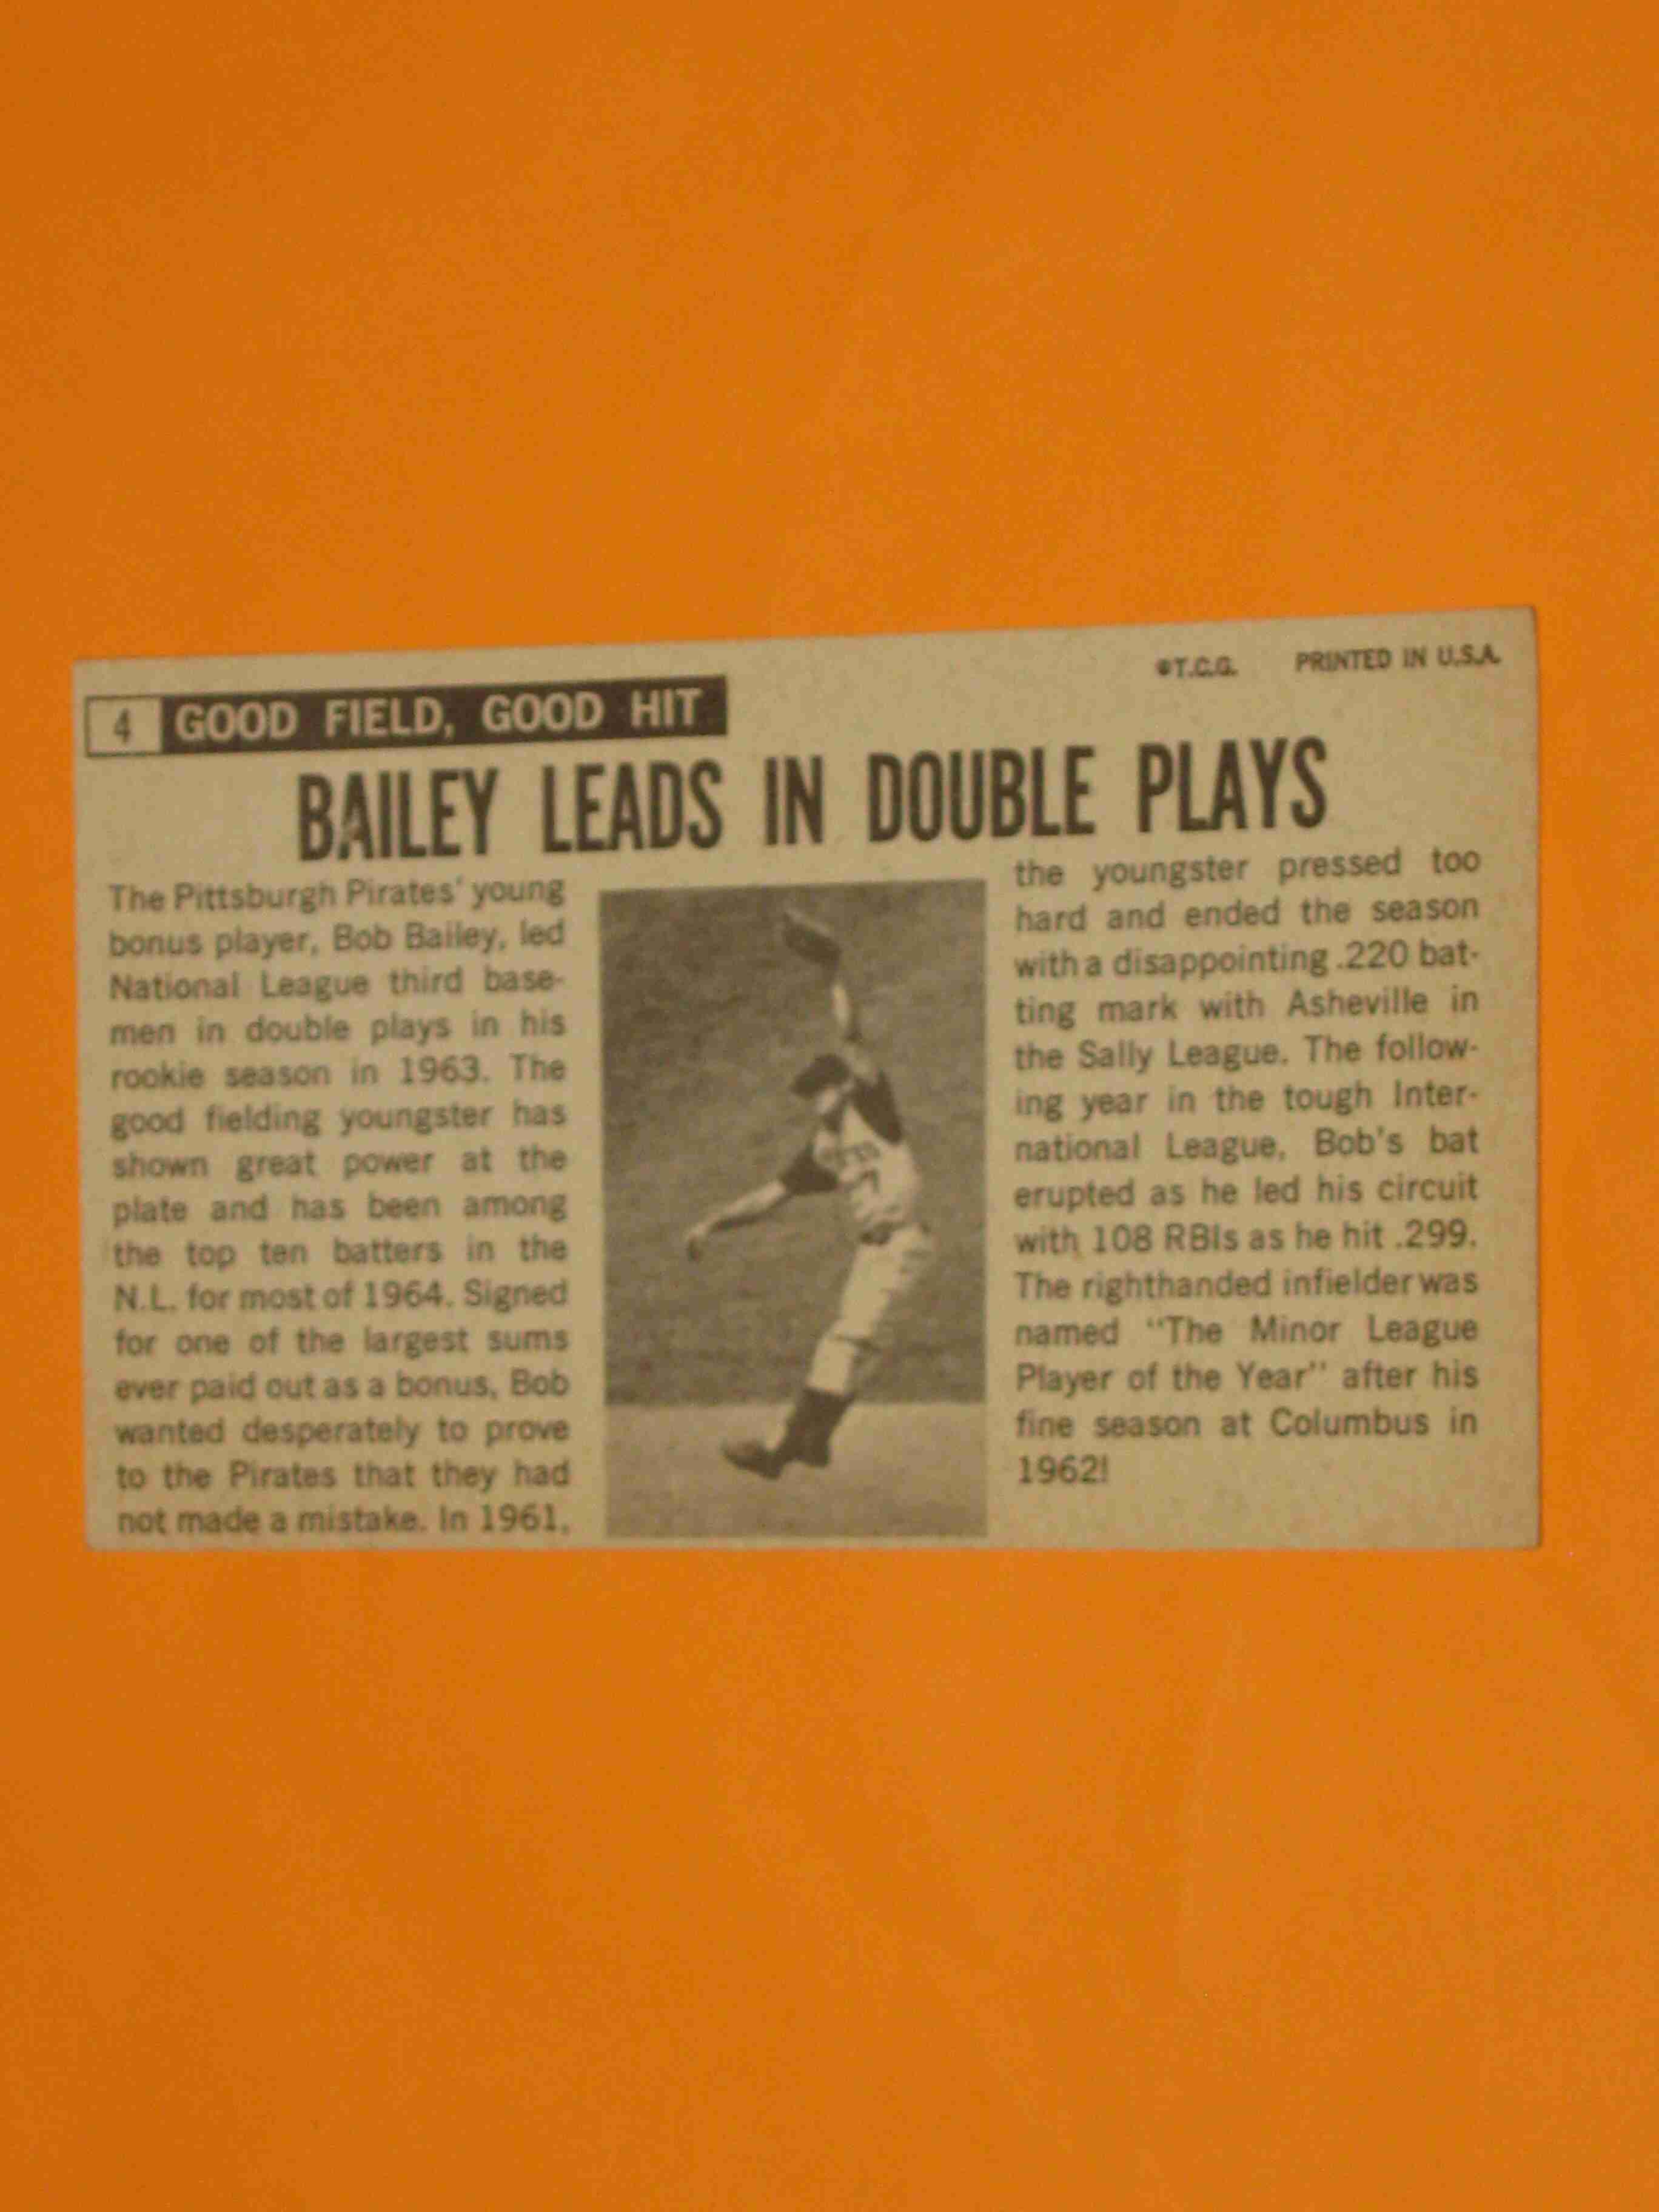 ©T.C.G. PRINTED IN U.S.A.
4 GOOD FIELD, GOOD HIT
BAILEY LEADS IN DOUBLE PLAYS
The Pittsburgh Pirates' young
bonus player, Bob Bailey, led
National League third base-
men in double plays in his
rookie season in 1963. The
good fielding youngster has
shown great power at the
plate and has been among
the top ten batters in the
N.L. for most of 1964. Signed
for one of the largest sums
ever paid out as a bonus, Bob
wanted desperately to prove
to the Pirates that they had
not made a mistake. In 1961,
the youngster pressed too
hard and ended the season
with a disappointing .220 bat-
ting mark with Asheville in
the Sally League. The follow-
ing year in the tough Inter-
national League, Bob's bat
erupted as he led his circuit
with 108 RBIs as he hit .299.
The righthanded infielder was
named "The Minor League
Player of the Year" after his
fine season at Columbus in
1962!